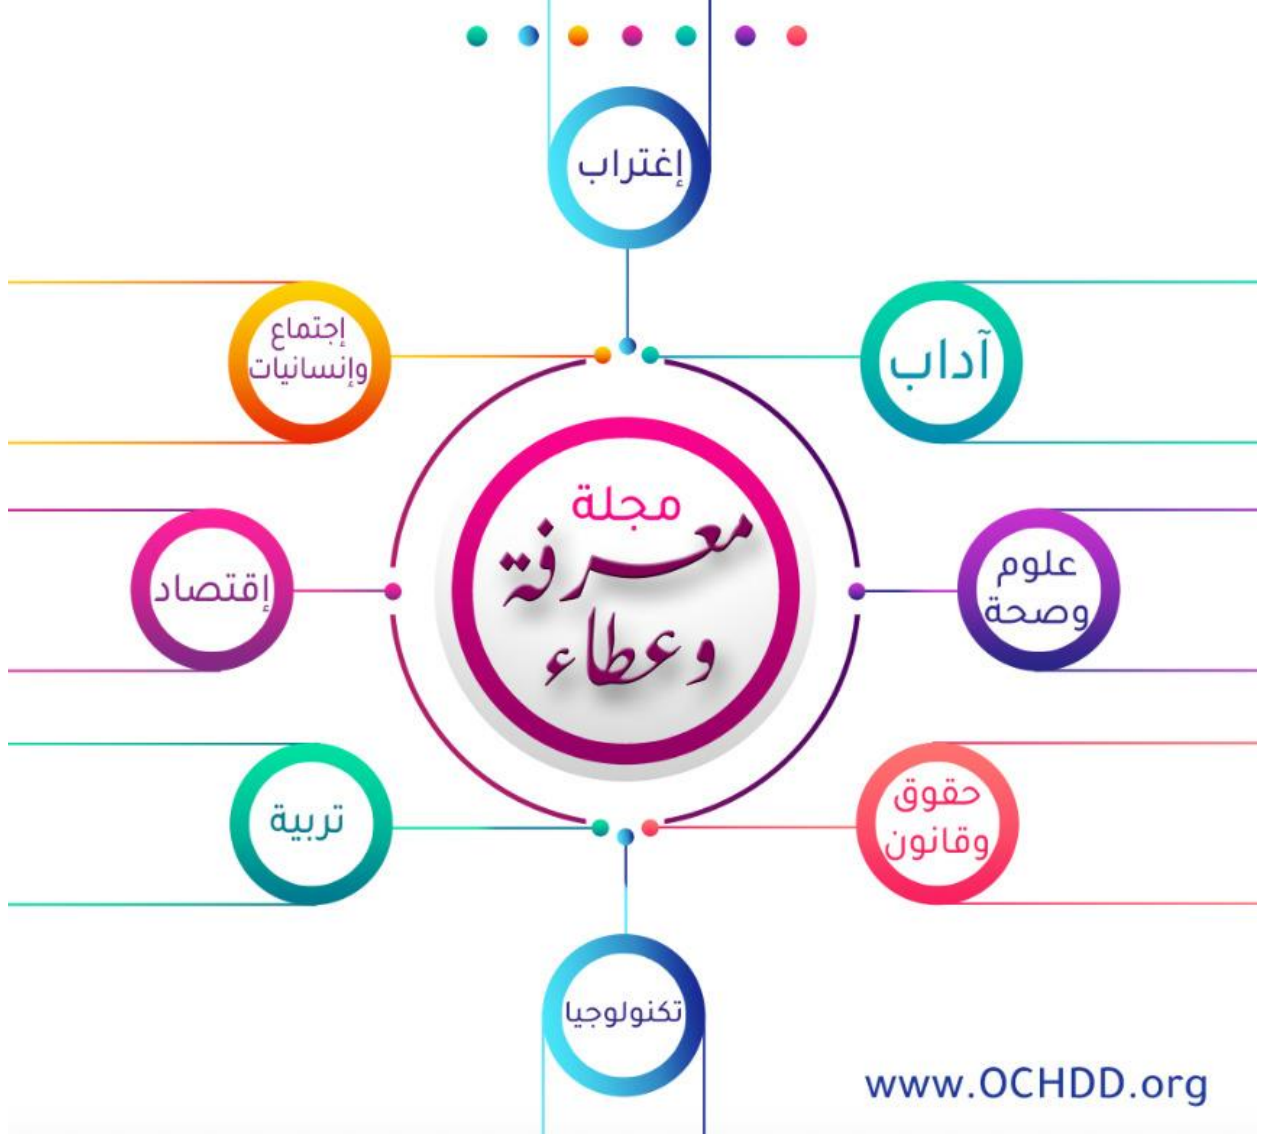 إغتراب
آداب
إجتماع
وإنسانيات
مجلة
معرفة
وعطاء
علوم
وصحة
إقتصاد
حقوق
وقانون
تربية
تكنولوجيا
www.OCHDD.org